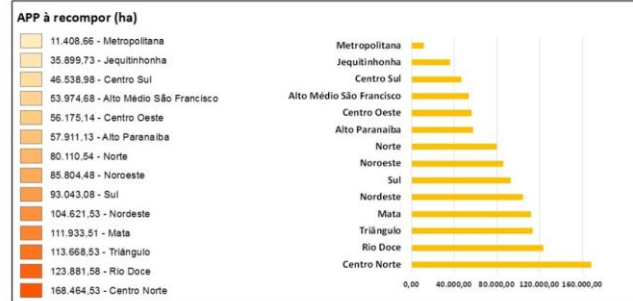 APP à recompor (ha)
11.408,66 - Metropolitana
35.899,73 - Jequitinhonha
46.538,98 - Centro Sul
53.974,68 - Alto Médio São Francisco
56.175,14 - Centro Oeste
57.911,13 - Alto Paranaíba
80.110,54 - Norte
85.804,48 - Noroeste
93.043,08 - Sul
104.621,53 - Nordeste
111.933,51 - Mata
113.668,53 - Triângulo
123.881,58 - Rio Doce
168.464,53 - Centro Norte
Metropolitana
Jequitinhonha
Centro Sul
Alto Médio São Francisco
Centro Oeste
Alto Paranaíba
Norte
Noroeste
Sul
Nordeste
Mata
Triângulo
Rio Doce
Centro Norte
0,00 40.000,00 80.000,00 120.000,00 160.000,00